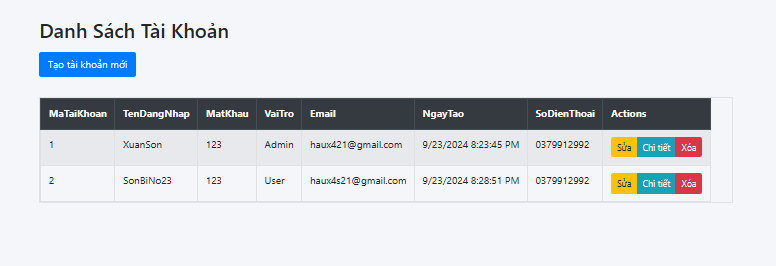 Danh Sách Tài Khoản
Tạo tài khoản mới
MaTaiKhoan TenDangNhap MatKhau VaiTro Email NgayTao SoDienThoai Actions
1 XuanSon 123 Admin haux421@gmail.com 9/23/2024 8:23:45 PM 0379912992 Sửa Chi tiết Xóa
2 SonBiNo23 123 User haux4s21@gmail.com 9/23/2024 8:28:51 PM 0379912992 Sửa Chi tiết Xóa